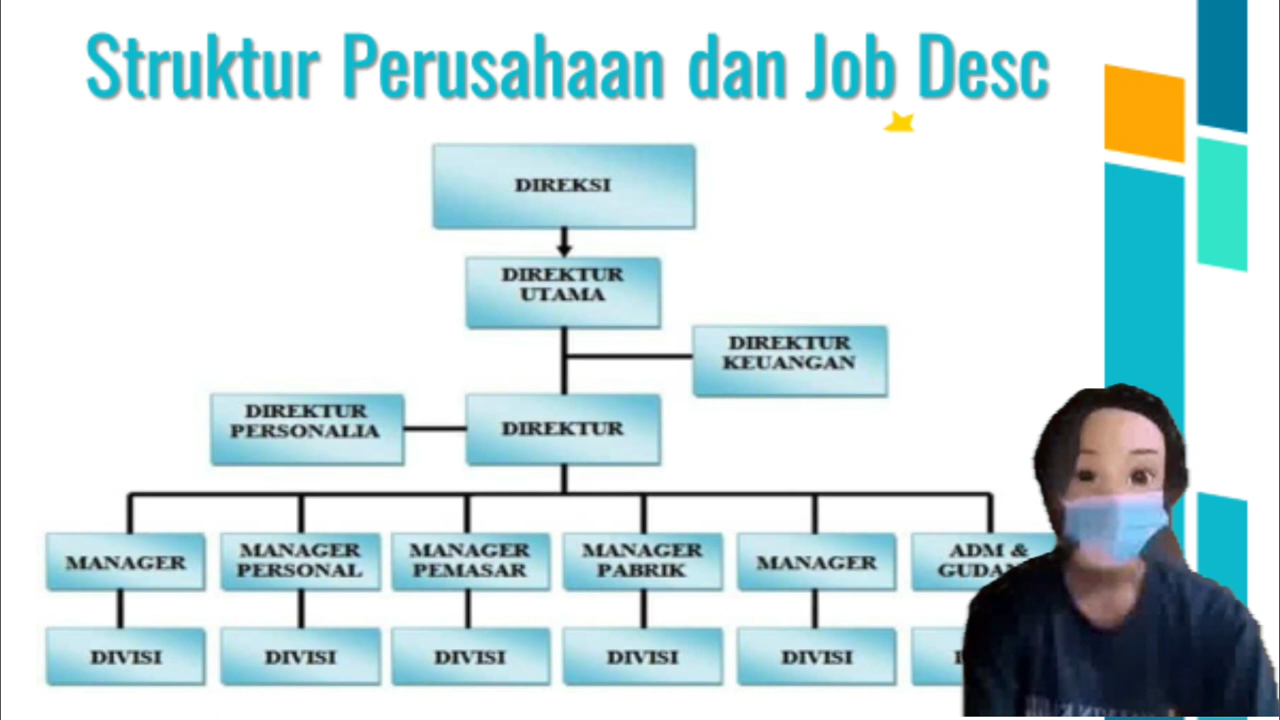 Struktur Perusahaan dan Job Desc
DIREKSI
DIREKTUR
UTAMA
DIREKTUR
KEUANGAN
DIREKTUR
PERSONALIA
DIREKTUR
MANAGER
MANAGER
PERSONAL
MANAGER
PEMASAR
MANAGER
PABRIK
MANAGER
ADM &
DIVISI
DIVISI
DIVISI
DIVISI
DIVISI